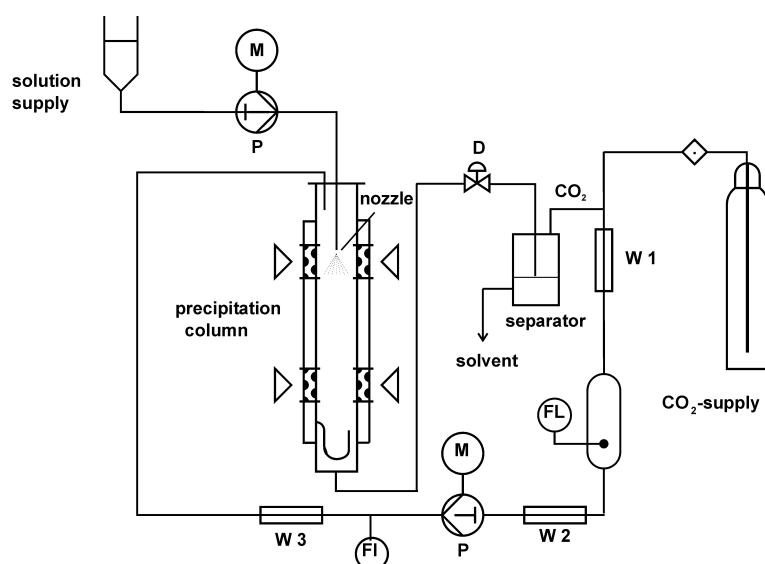 M
solution
supply
P
D
nozzle
CO₂
W 1
precipitation
column
separator
solvent
CO₂-supply
FL
M
W 3
FI
P
W 2